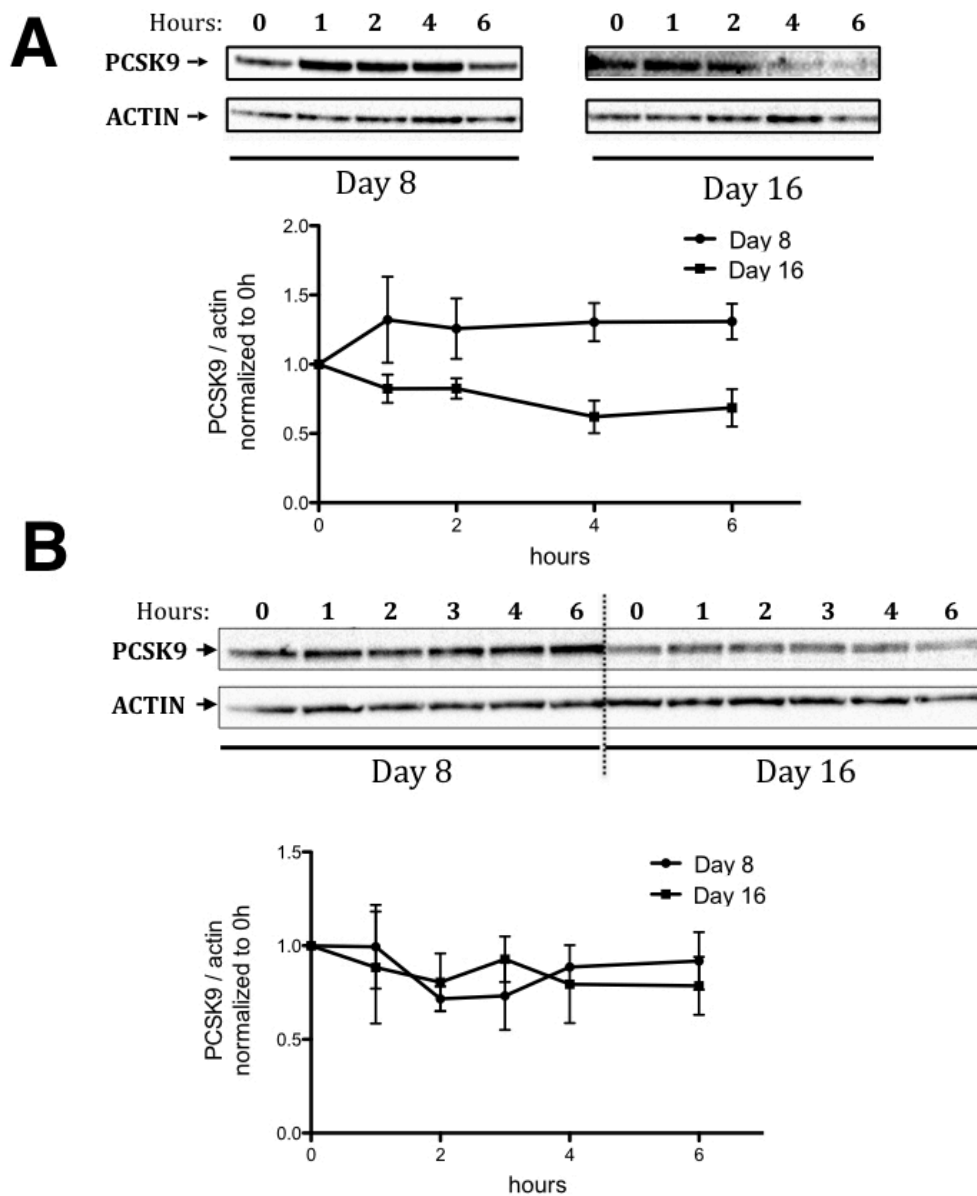 A
Hours: 0 1 2 4 6 0 1 2 4 6
PCSK9
ACTIN
Day 8 Day 16
2.0
1.5
1.0
0.5
0.0
PCSK9 / actin
normalized to 0h
Day 8
Day 16
0 2 4 6
hours
B
Hours: 0 1 2 3 4 6 0 1 2 3 4 6
PCSK9
ACTIN
Day 8 Day 16
1.5
1.0
0.5
0.0
PCSK9 / actin
normalized to 0h
Day 8
Day 16
0 2 4 6
hours